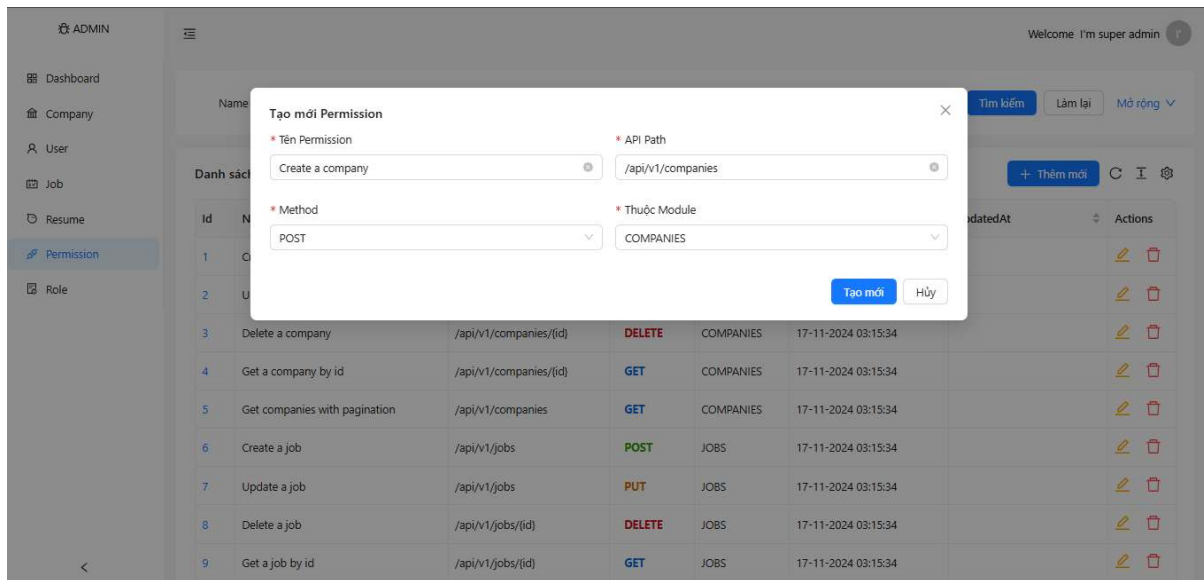 ADMIN
Welcome I'm super admin
I'
Dashboard
Company
User
Job
Resume
Permission
Role
Name
Tìm kiếm
Làm lại
Mở rộng
Tạo mới Permission
* Tên Permission
* API Path
Create a company
/api/v1/companies
* Method
* Thuộc Module
POST
COMPANIES
Tạo mới
Hủy
Danh sách
+ Thêm mới
Id
N
pdatedAt
Actions
1
C
2
U
3 Delete a company /api/v1/companies/{id} DELETE COMPANIES 17-11-2024 03:15:34
4 Get a company by id /api/v1/companies/{id} GET COMPANIES 17-11-2024 03:15:34
5 Get companies with pagination /api/v1/companies GET COMPANIES 17-11-2024 03:15:34
6 Create a job /api/v1/jobs POST JOBS 17-11-2024 03:15:34
7 Update a job /api/v1/jobs PUT JOBS 17-11-2024 03:15:34
8 Delete a job /api/v1/jobs/{id} DELETE JOBS 17-11-2024 03:15:34
9 Get a job by id /api/v1/jobs/{id} GET JOBS 17-11-2024 03:15:34